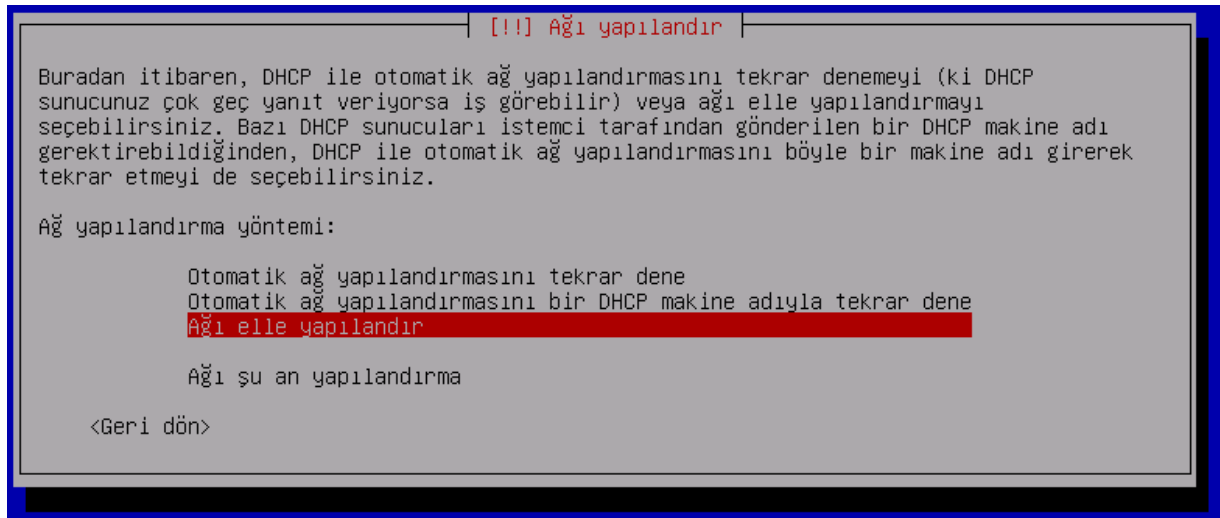 [!!] Ağı yapılandır
Buradan itibaren, DHCP ile otomatik ağ yapılandırmasını tekrar denemeyi (ki DHCP
sunucunuz çok geç yanıt veriyorsa iş görebilir) veya ağı elle yapılandırmayı
seçebilirsiniz. Bazı DHCP sunucuları istemci tarafından gönderilen bir DHCP makine adı
gerektirebildiğinden, DHCP ile otomatik ağ yapılandırmasını böyle bir makine adı girerek
tekrar etmeyi de seçebilirsiniz.
Ağ yapılandırma yöntemi:
Otomatik ağ yapılandırmasını tekrar dene
Otomatik ağ yapılandırmasını bir DHCP makine adıyla tekrar dene
Ağı elle yapılandır
Ağı şu an yapılandırma
<Geri dön>